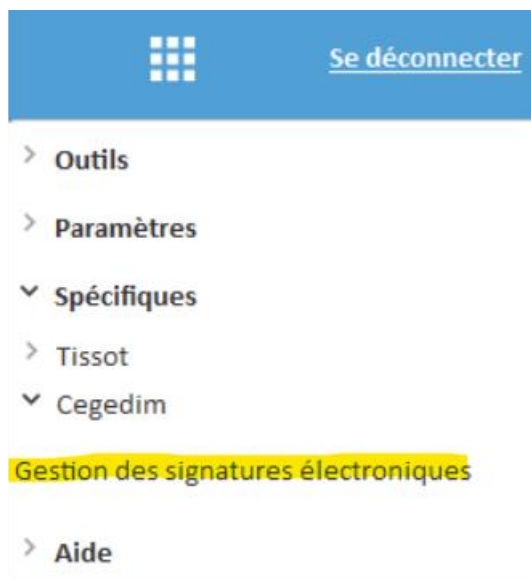 Se déconnecter
Outils
Paramètres
Spécifiques
Tissot
Cegedim
Gestion des signatures électroniques
Aide